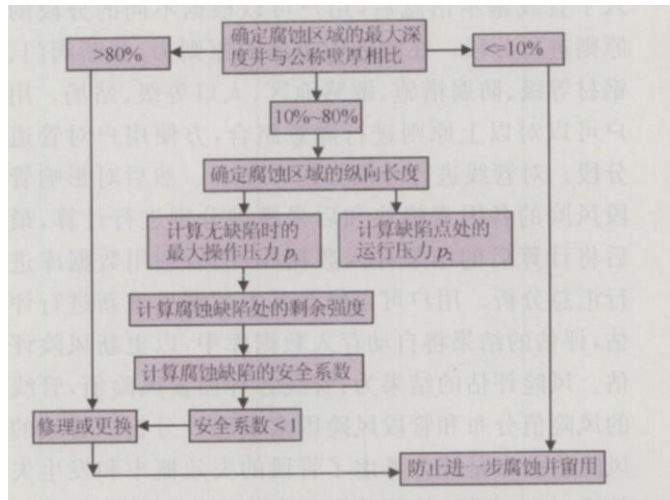 >80%
确定腐蚀区域的最大深
度并与公称壁厚相比
<=10%
10%~80%
确定腐蚀区域的纵向长度
计算无缺陷时的
最大操作压力 p₁
计算缺陷点处的
运行压力 p₂
计算腐蚀缺陷处的剩余强度
计算腐蚀缺陷的安全系数
修理或更换
安全系数<1
防止进一步腐蚀并留用